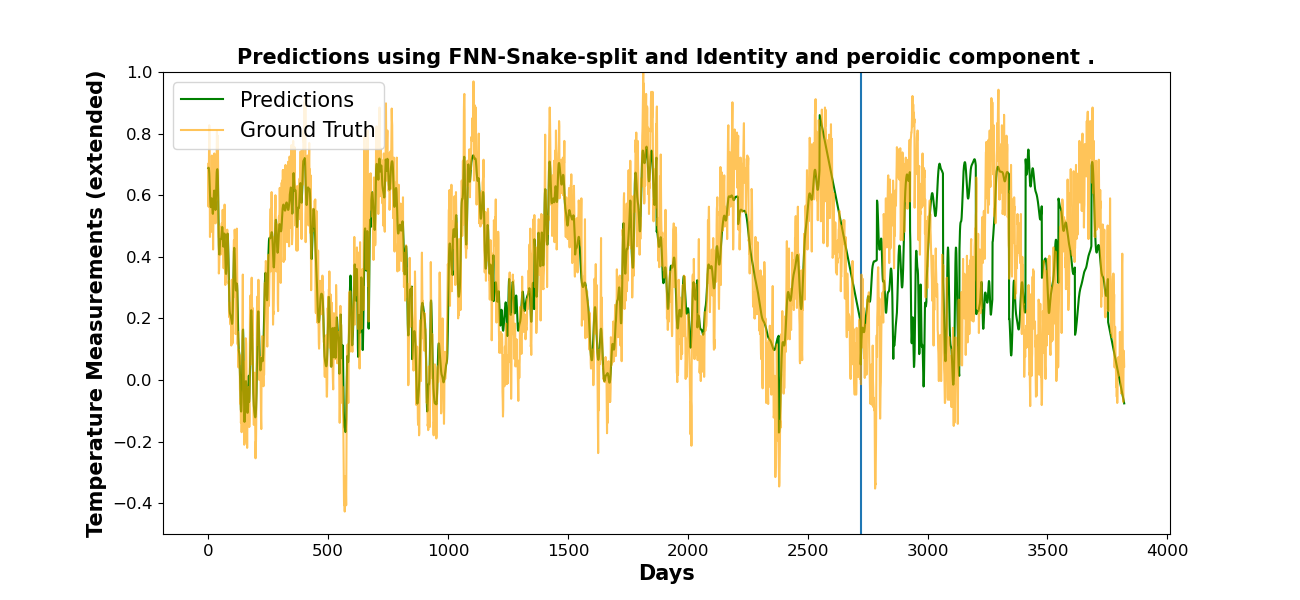 Predictions using FNN-Snake-split and Identity and peroidic component .
Temperature Measurements (extended)
1.0
0.8
0.6
0.4
0.2
0.0
−0.2
−0.4
Predictions
Ground Truth
0 500 1000 1500 2000 2500 3000 3500 4000
Days